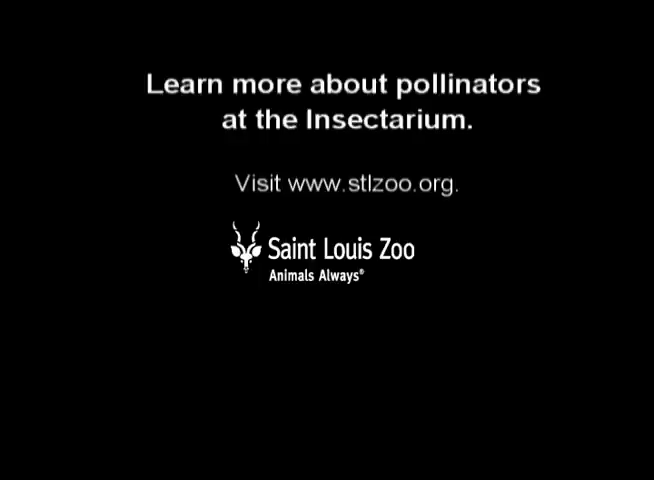 Learn more about pollinators
at the Insectarium.
Visit www.stlzoo.org.
Saint Louis Zoo
Animals Always®